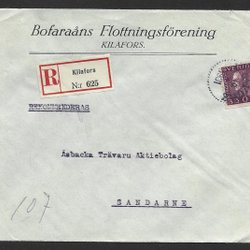 Bofaraåns Flottningsförening
KILAFORS.
R
Kilafors
Nr 625
REKOMMENDERAS
Åsbacka Trävaru Aktiebolag
SANDARNE.
107